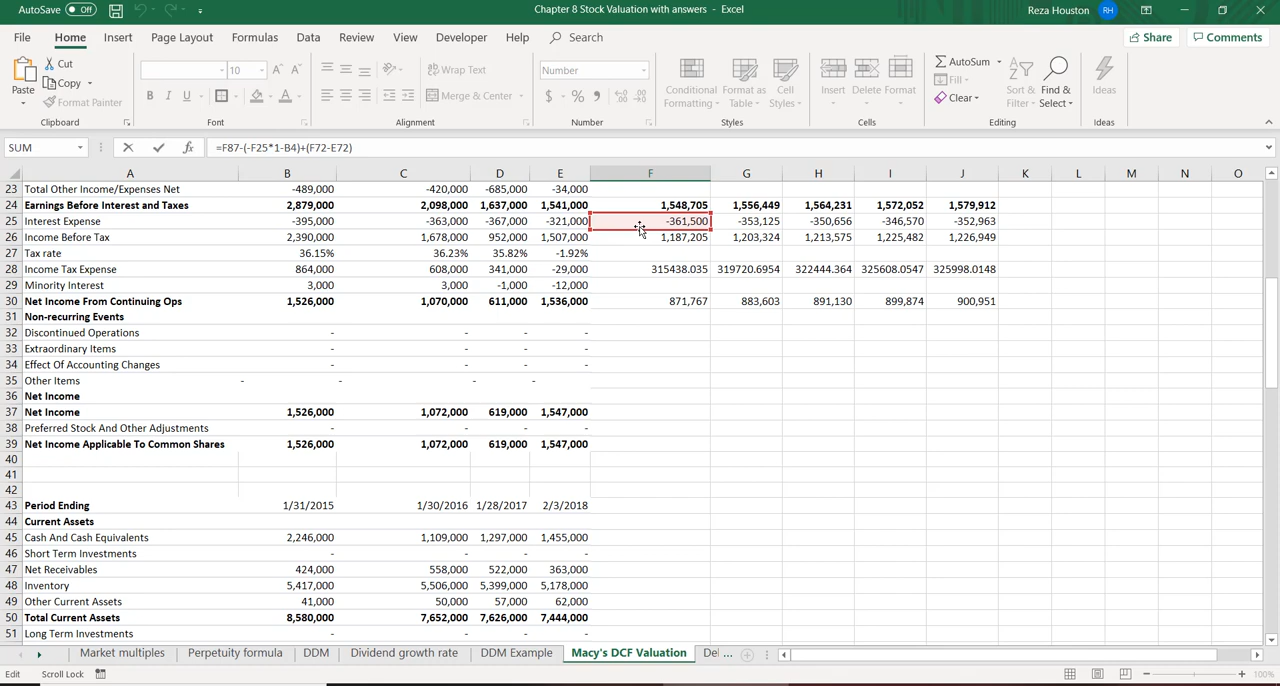 AutoSave Off Chapter 8 Stock Valuation with answers - Excel Reza Houston RH
File Home Insert Page Layout Formulas Data Review View Developer Help Search Share Comments
Paste Cut Copy Format Painter Clipboard
10 B I U Font
Wrap Text Merge & Center Alignment
Number $ % , Number
Conditional Formatting Format as Table Cell Styles Styles
Insert Delete Format Cells
AutoSum Fill Clear Sort & Filter Find & Select Editing
Ideas Ideas
SUM fx =F87-(-F25*1-B4)+(F72-E72)
A B C D E F G H I J K L M N O
23 Total Other Income/Expenses Net -489,000 -420,000 -685,000 -34,000
24 Earnings Before Interest and Taxes 2,879,000 2,098,000 1,637,000 1,541,000 1,548,705 1,556,449 1,564,231 1,572,052 1,579,912
25 Interest Expense -395,000 -363,000 -367,000 -321,000 -361,500 -353,125 -350,656 -346,570 -352,963
26 Income Before Tax 2,390,000 1,678,000 952,000 1,507,000 1,187,205 1,203,324 1,213,575 1,225,482 1,226,949
27 Tax rate 36.15% 36.23% 35.82% -1.92%
28 Income Tax Expense 864,000 608,000 341,000 -29,000 315438.035 319720.6954 322444.364 325608.0547 325998.0148
29 Minority Interest 3,000 3,000 -1,000 -12,000
30 Net Income From Continuing Ops 1,526,000 1,070,000 611,000 1,536,000 871,767 883,603 891,130 899,874 900,951
31 Non-recurring Events
32 Discontinued Operations - - - -
33 Extraordinary Items - - - -
34 Effect Of Accounting Changes - - - -
35 Other Items - - - -
36 Net Income
37 Net Income 1,526,000 1,072,000 619,000 1,547,000
38 Preferred Stock And Other Adjustments - - - -
39 Net Income Applicable To Common Shares 1,526,000 1,072,000 619,000 1,547,000
40
41
42
43 Period Ending 1/31/2015 1/30/2016 1/28/2017 2/3/2018
44 Current Assets
45 Cash And Cash Equivalents 2,246,000 1,109,000 1,297,000 1,455,000
46 Short Term Investments - - - -
47 Net Receivables 424,000 558,000 522,000 363,000
48 Inventory 5,417,000 5,506,000 5,399,000 5,178,000
49 Other Current Assets 41,000 50,000 57,000 62,000
50 Total Current Assets 8,580,000 7,652,000 7,626,000 7,444,000
51 Long Term Investments - - - -
Market multiples Perpetuity formula DDM Dividend growth rate DDM Example Macy's DCF Valuation Del ...
Edit Scroll Lock 100%